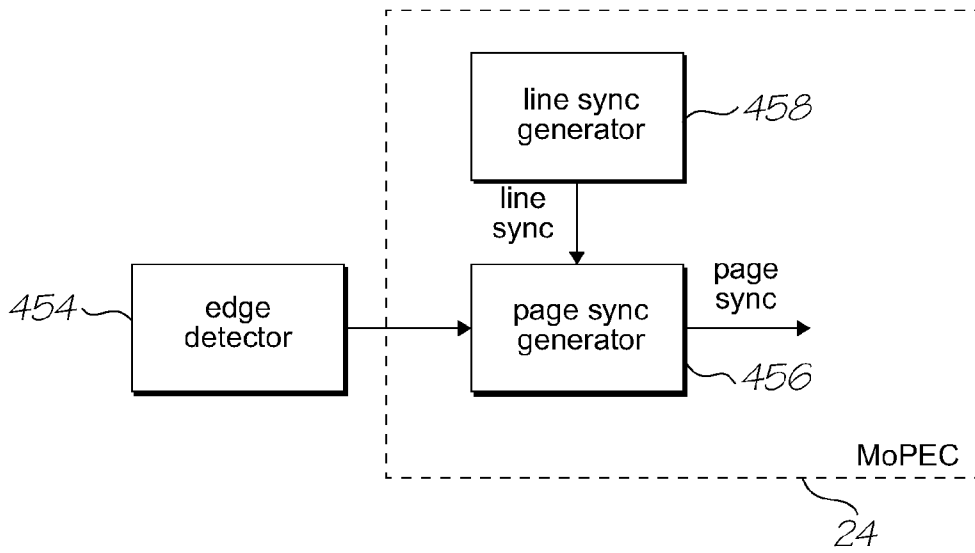 line sync
generator
458
line
sync
454
edge
detector
page sync
generator
page
sync
456
MoPEC
24